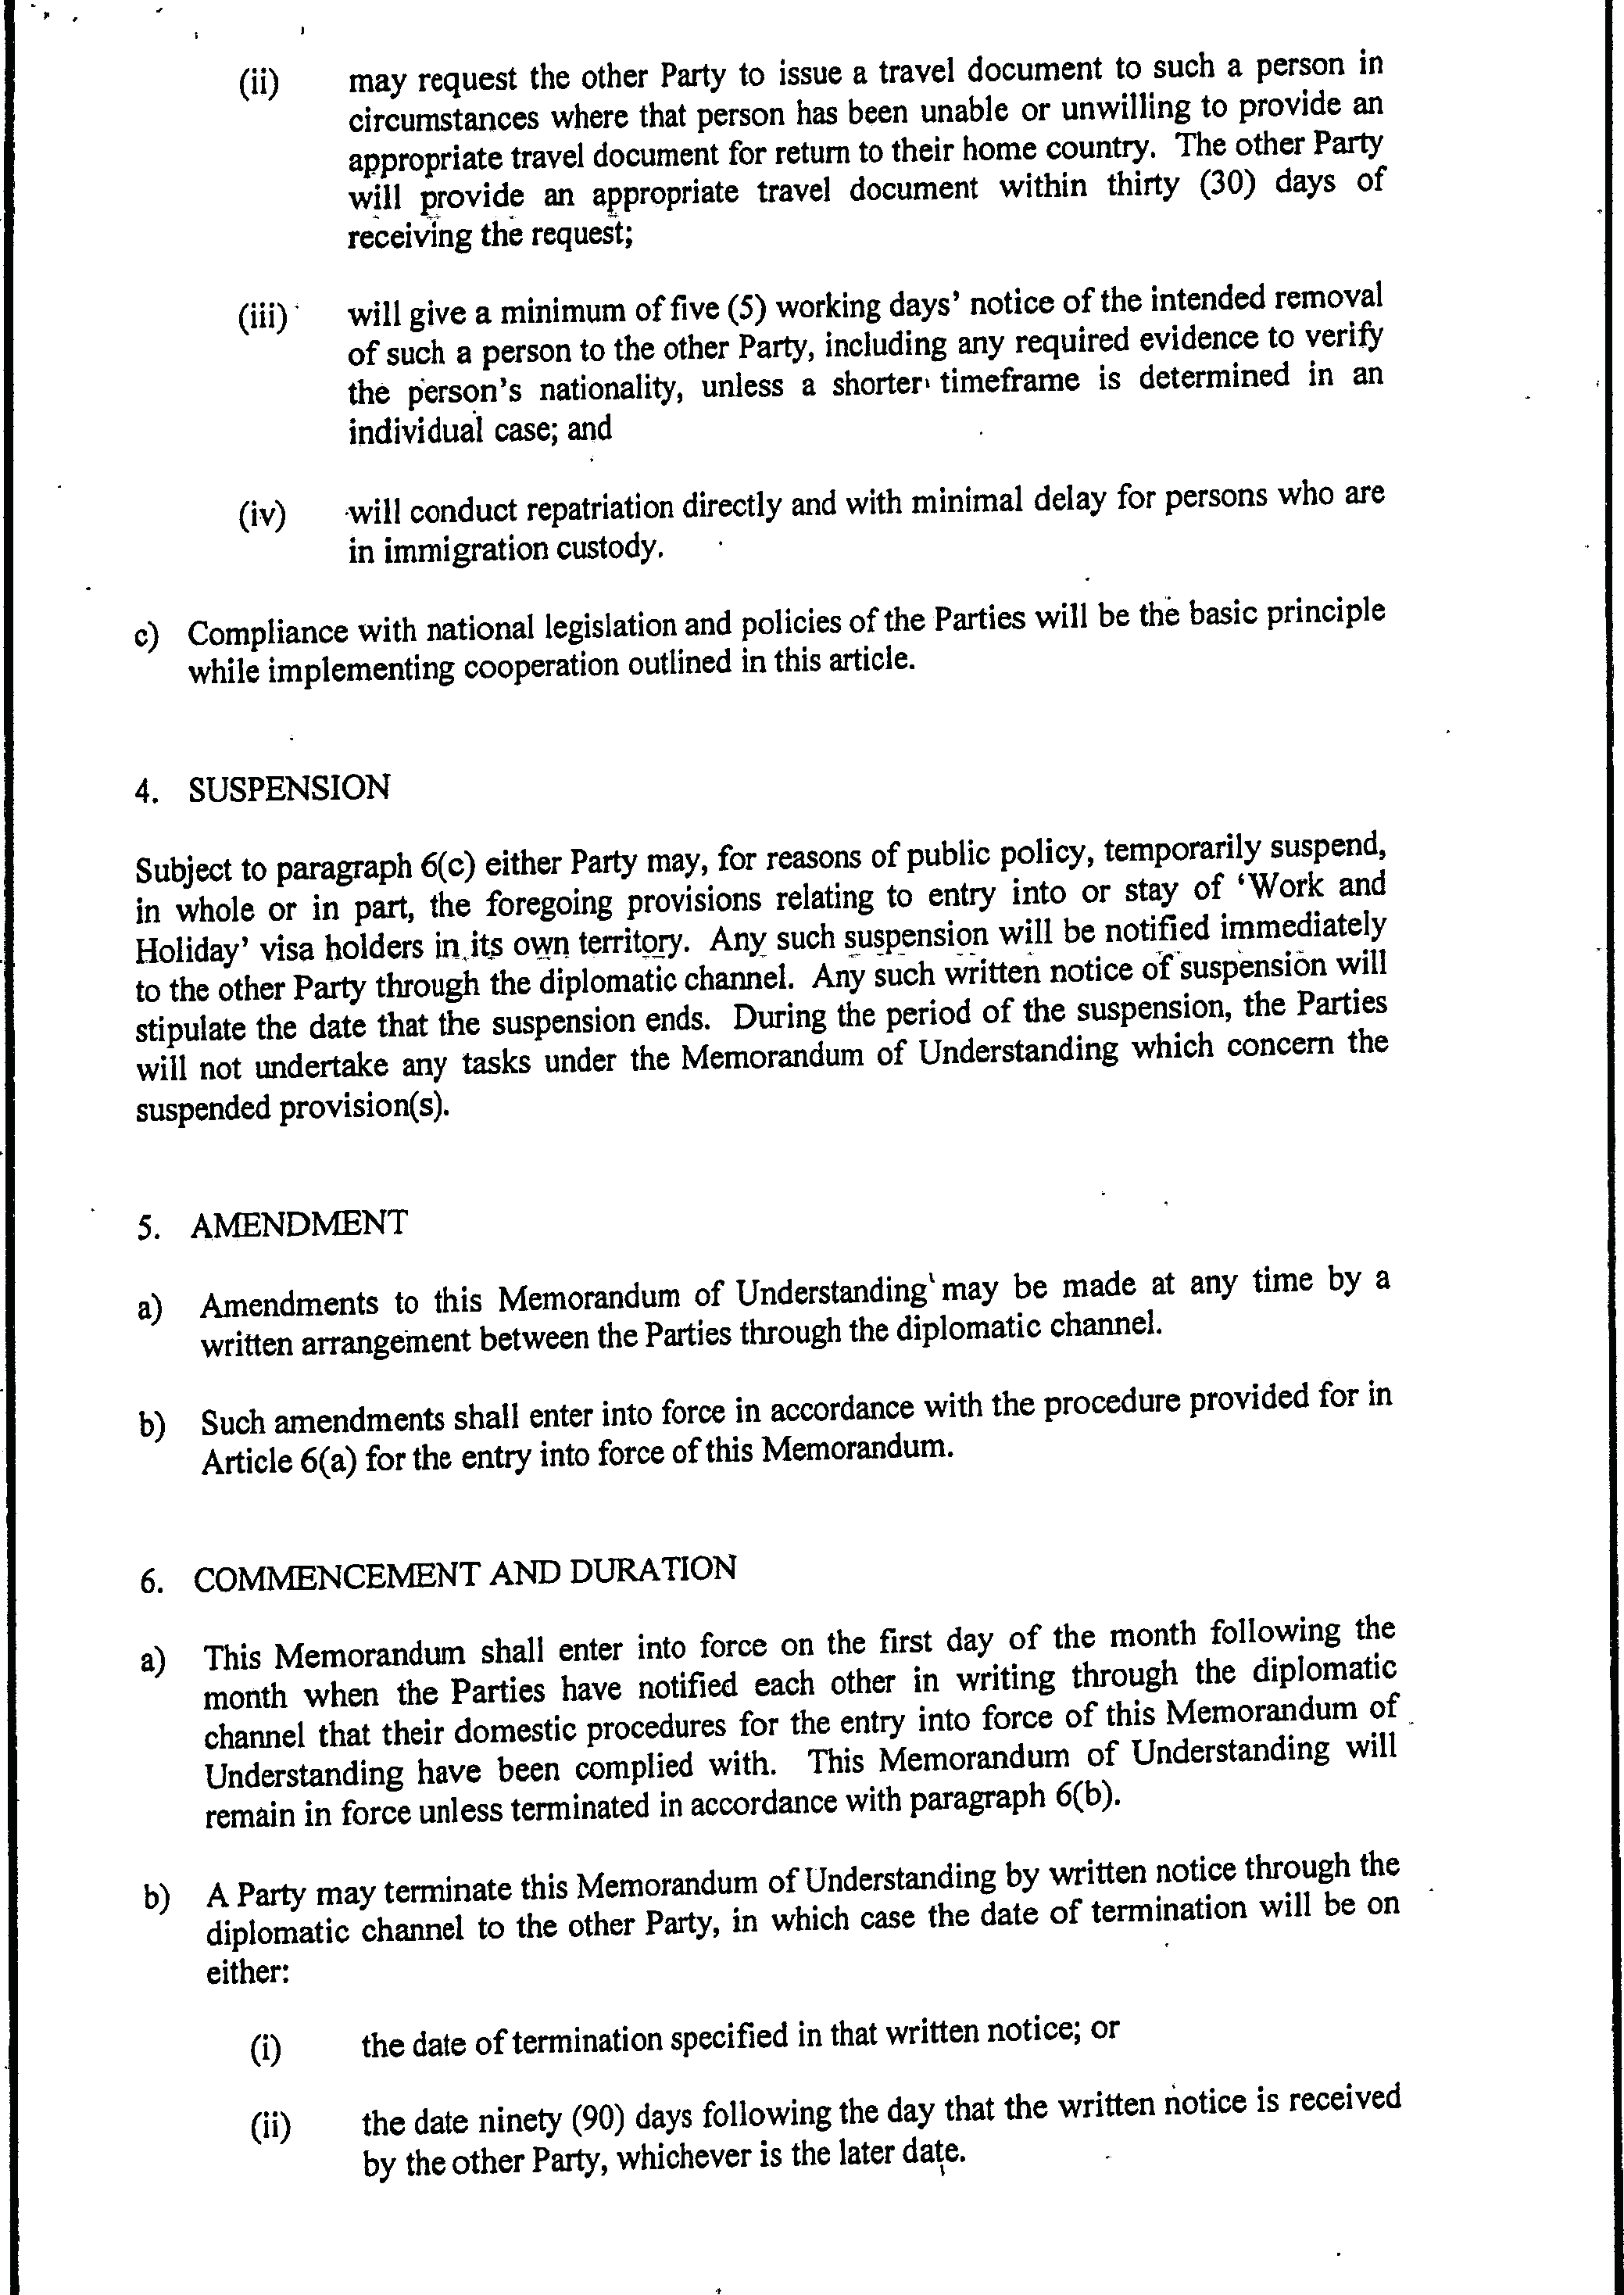 (ii) may request the other Party to issue a travel document to such a person in
circumstances where that person has been unable or unwilling to provide an
appropriate travel document for return to their home country. The other Party
will provide an appropriate travel document within thirty (30) days of
receiving the request;
(iii) will give a minimum of five (5) working days' notice of the intended removal
of such a person to the other Party, including any required evidence to verify
the person's nationality, unless a shorter timeframe is determined in an
individual case; and
(iv) will conduct repatriation directly and with minimal delay for persons who are
in immigration custody.
c) Compliance with national legislation and policies of the Parties will be the basic principle
while implementing cooperation outlined in this article.
4. SUSPENSION
Subject to paragraph 6(c) either Party may, for reasons of public policy, temporarily suspend,
in whole or in part, the foregoing provisions relating to entry into or stay of 'Work and
Holiday' visa holders in its own territory. Any such suspension will be notified immediately
to the other Party through the diplomatic channel. Any such written notice of suspension will
stipulate the date that the suspension ends. During the period of the suspension, the Parties
will not undertake any tasks under the Memorandum of Understanding which concern the
suspended provision(s).
5. AMENDMENT
a) Amendments to this Memorandum of Understanding may be made at any time by a
written arrangement between the Parties through the diplomatic channel.
b) Such amendments shall enter into force in accordance with the procedure provided for in
Article 6(a) for the entry into force of this Memorandum.
6. COMMENCEMENT AND DURATION
a) This Memorandum shall enter into force on the first day of the month following the
month when the Parties have notified each other in writing through the diplomatic
channel that their domestic procedures for the entry into force of this Memorandum of
Understanding have been complied with. This Memorandum of Understanding will
remain in force unless terminated in accordance with paragraph 6(b).
b) A Party may terminate this Memorandum of Understanding by written notice through the
diplomatic channel to the other Party, in which case the date of termination will be on
either:
(i) the date of termination specified in that written notice; or
(ii) the date ninety (90) days following the day that the written notice is received
by the other Party, whichever is the later date.